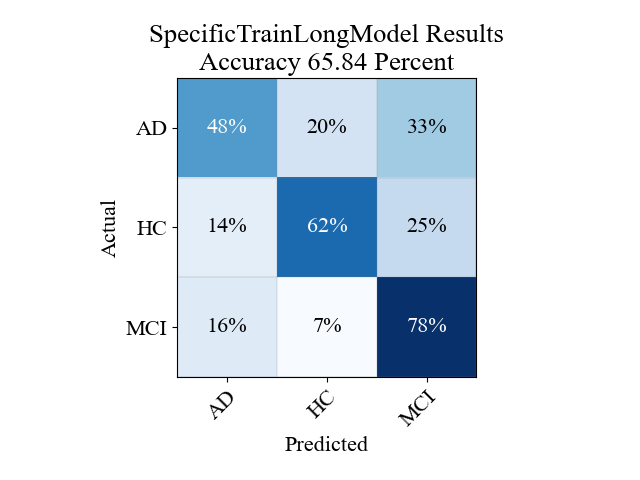 SpecificTrainLongModel Results
Accuracy 65.84 Percent
AD 48% 20% 33%
HC 14% 62% 25%
MCI 16% 7% 78%
Actual
AD HC MCI
Predicted